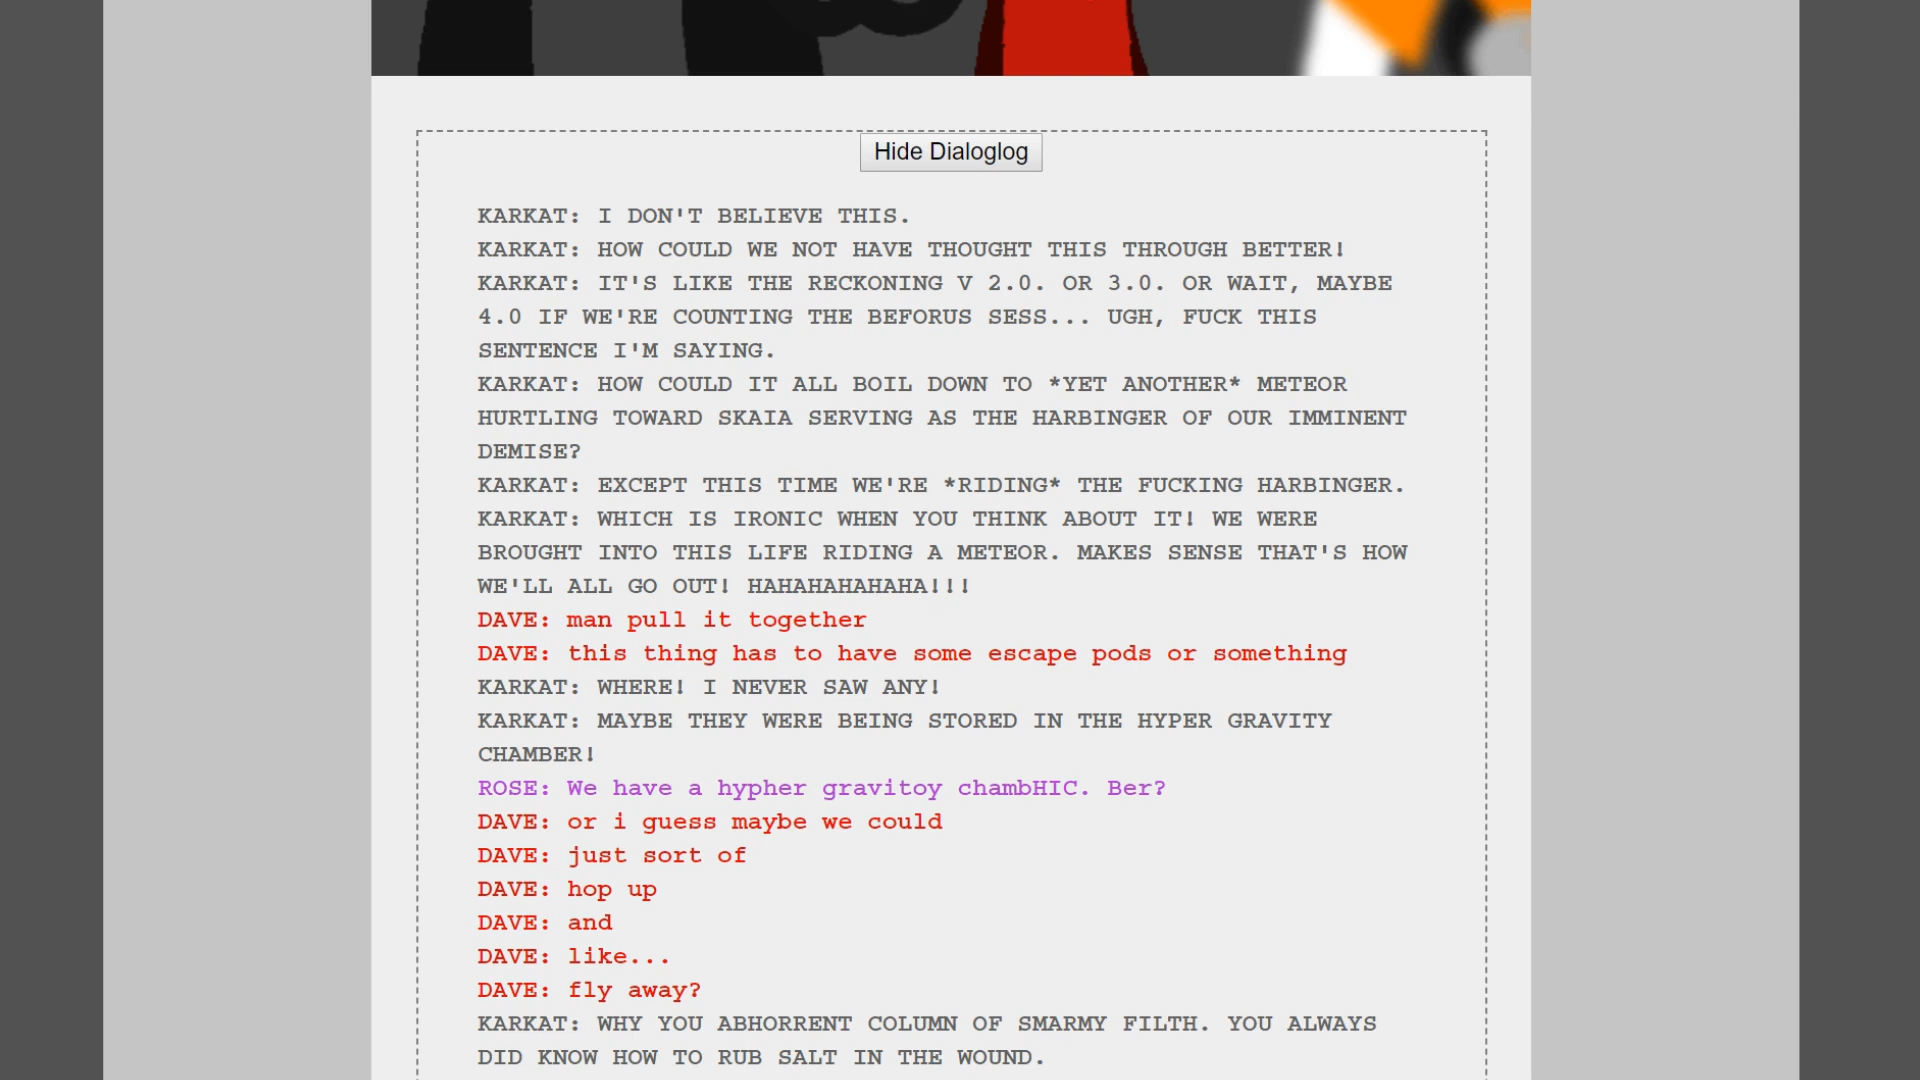 Hide Dialoglog
KARKAT: I DON'T BELIEVE THIS.
KARKAT: HOW COULD WE NOT HAVE THOUGHT THIS THROUGH BETTER!
KARKAT: IT'S LIKE THE RECKONING V 2.0. OR 3.0. OR WAIT, MAYBE
4.0 IF WE'RE COUNTING THE BEFORUS SESS... UGH, FUCK THIS
SENTENCE I'M SAYING.
KARKAT: HOW COULD IT ALL BOIL DOWN TO *YET ANOTHER* METEOR
HURTLING TOWARD SKAIA SERVING AS THE HARBINGER OF OUR IMMINENT
DEMISE?
KARKAT: EXCEPT THIS TIME WE'RE *RIDING* THE FUCKING HARBINGER.
KARKAT: WHICH IS IRONIC WHEN YOU THINK ABOUT IT! WE WERE
BROUGHT INTO THIS LIFE RIDING A METEOR. MAKES SENSE THAT'S HOW
WE'LL ALL GO OUT! HAHAHAHAHAHA!!!
DAVE: man pull it together
DAVE: this thing has to have some escape pods or something
KARKAT: WHERE! I NEVER SAW ANY!
KARKAT: MAYBE THEY WERE BEING STORED IN THE HYPER GRAVITY
CHAMBER!
ROSE: We have a hypher gravitoy chambHIC. Ber?
DAVE: or i guess maybe we could
DAVE: just sort of
DAVE: hop up
DAVE: and
DAVE: like...
DAVE: fly away?
KARKAT: WHY YOU ABHORRENT COLUMN OF SMARMY FILTH. YOU ALWAYS
DID KNOW HOW TO RUB SALT IN THE WOUND.